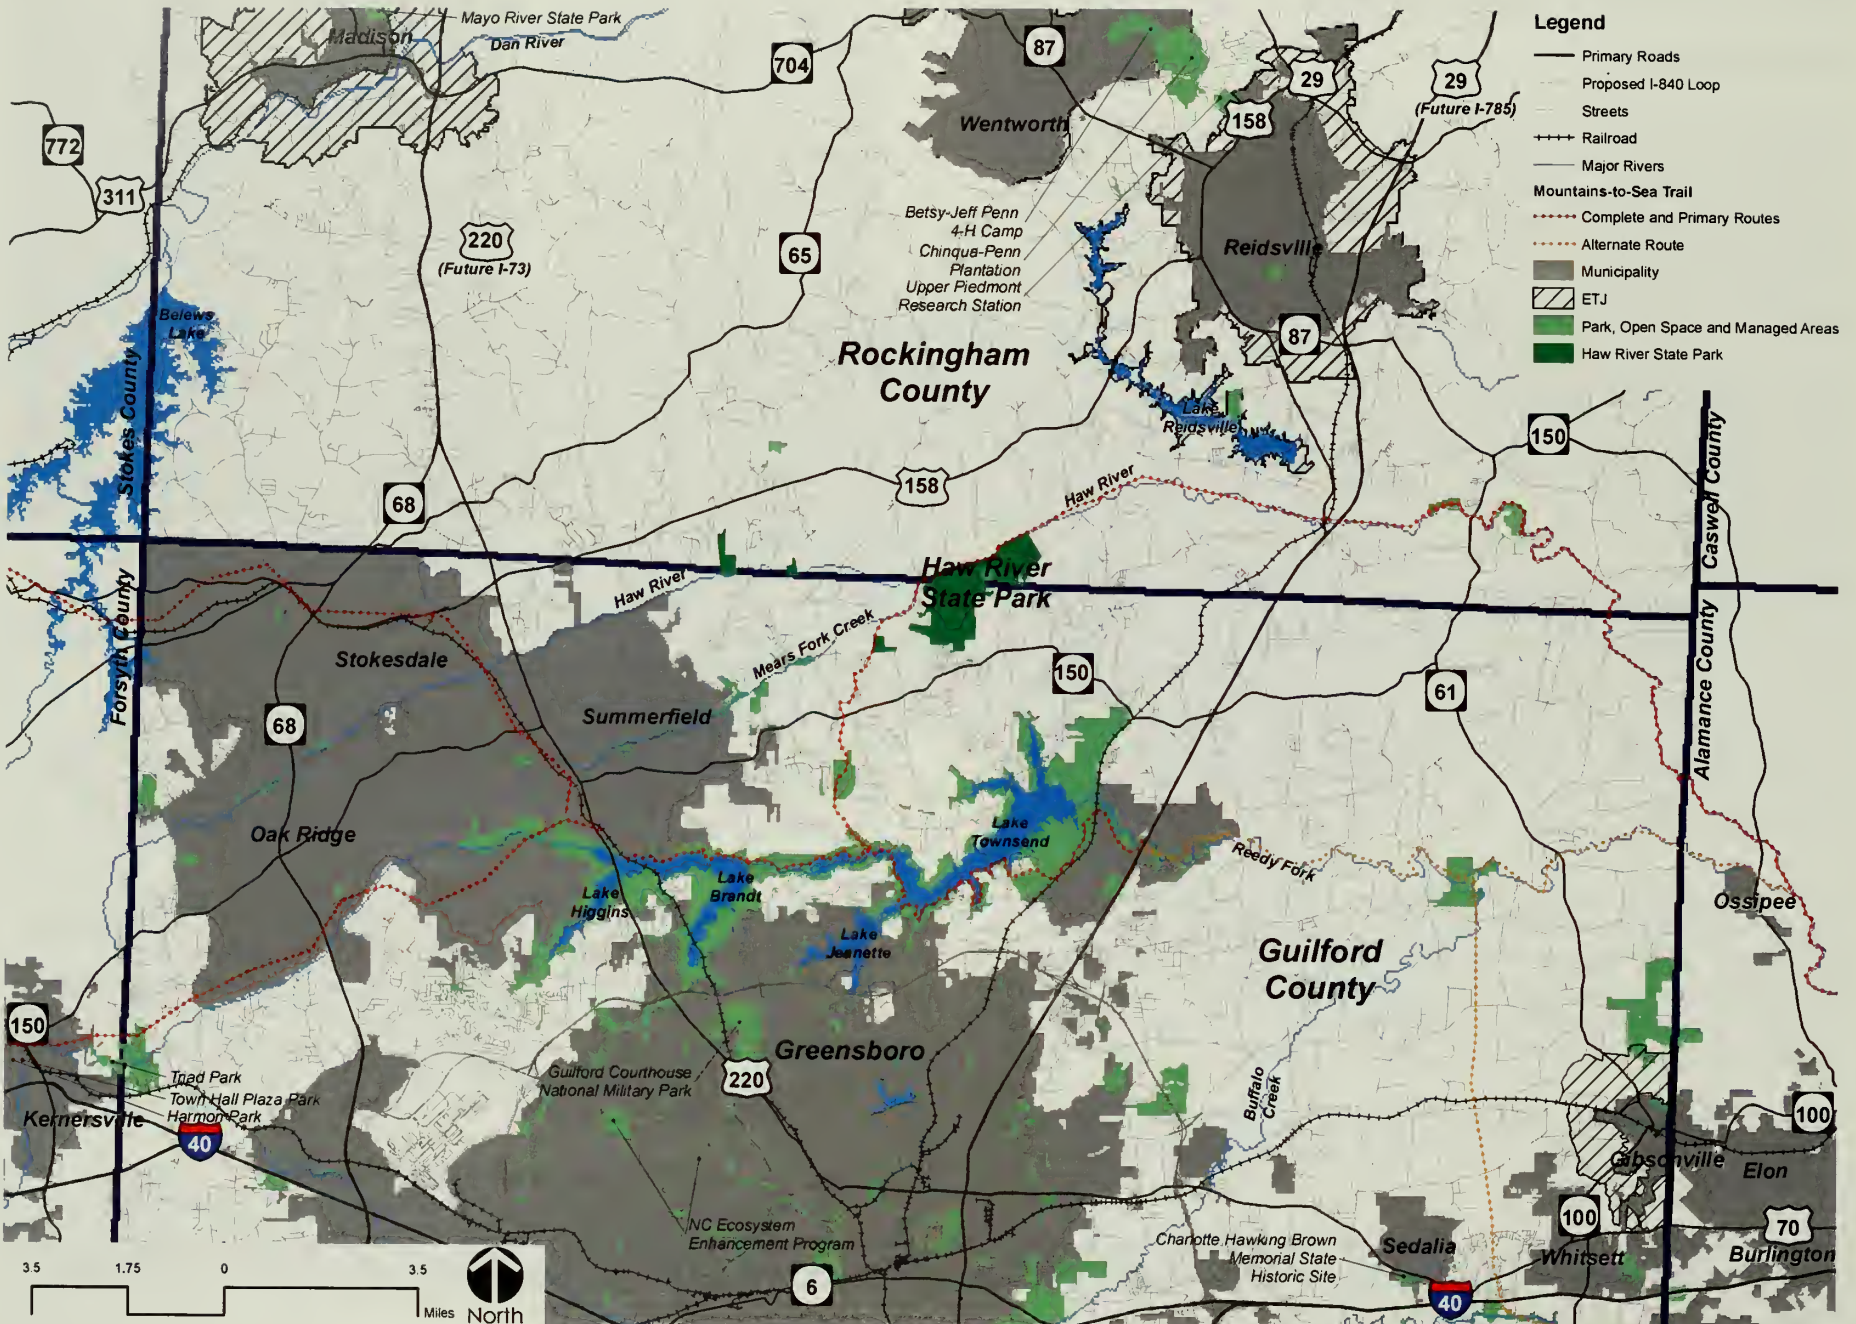 Mayo River State Park
Madison
Dan River
704
87
29
29
(Future I-785)
158
Wentworth
772
311
220
(Future I-73)
65
Betsy-Jeff Penn
4-H Camp
Chinqua-Penn
Plantation
Upper Piedmont
Research Station
Reidsville
Belews
Lake
Rockingham
County
87
Stokes County
Lake
Reidsville
150
Caswell County
68
158
Haw River
Haw River
State Park
Haw River
Forsyth County
Mears Fork Creek
Stokesdale
150
61
Alamance County
68
Summerfield
Oak Ridge
Lake
Townsend
Reedy Fork
Lake
Higgins
Lake
Brandt
Lake
Jeanette
Ossipee
Guilford
County
150
Greensboro
Guilford Courthouse
National Military Park
220
Triad Park
Town Hall Plaza Park
Harmon Park
Kernersville
40
Buffalo
Creek
100
Gibsonville
Elon
NC Ecosystem
Enhancement Program
Charlotte Hawking Brown
Memorial State
Historic Site
Sedalia
100
Whitsett
70
Burlington
6
40
3.5 1.75 0 3.5
Miles
North
Legend
Primary Roads
Proposed I-840 Loop
Streets
Railroad
Major Rivers
Mountains-to-Sea Trail
Complete and Primary Routes
Alternate Route
Municipality
ETJ
Park, Open Space and Managed Areas
Haw River State Park